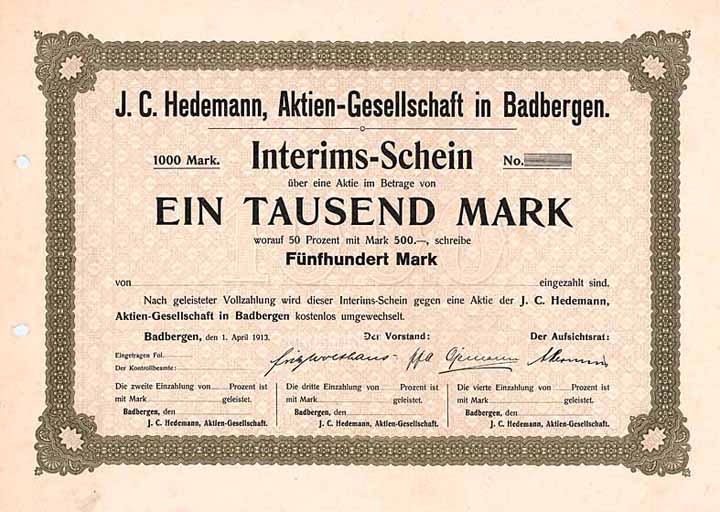 J. C. Hedemann, Aktien-Gesellschaft in Badbergen.
1000 Mark. Interims-Schein No.
über eine Aktie im Betrage von
EIN TAUSEND MARK
worauf 50 Prozent mit Mark 500.—, schreibe
Fünfhundert Mark
von eingezahlt sind.
Nach geleisteter Vollzahlung wird dieser Interims-Schein gegen eine Aktie der J. C. Hedemann,
Aktien-Gesellschaft in Badbergen kostenlos umgewechselt.
Badbergen, den 1. April 1913. Der Vorstand: Der Aufsichtsrat:
Eingetragen Fol.
Der Kontrollbeamte: ppa
Die zweite Einzahlung von Prozent ist
mit Mark geleistet.
Badbergen, den
J. C. Hedemann, Aktien-Gesellschaft.
Die dritte Einzahlung von Prozent ist
mit Mark geleistet.
Badbergen, den
J. C. Hedemann, Aktien-Gesellschaft.
Die vierte Einzahlung von Prozent ist
mit Mark geleistet.
Badbergen, den
J. C. Hedemann, Aktien-Gesellschaft.